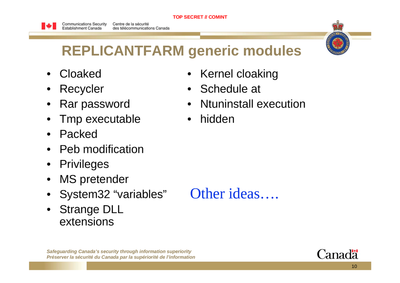 TOP SECRET // COMINT
Communications Security Centre de la sécurité
Establishment Canada des télécommunications Canada
REPLICANTFARM generic modules
• Cloaked
• Recycler
• Rar password
• Tmp executable
• Packed
• Peb modification
• Privileges
• MS pretender
• System32 “variables”
• Strange DLL
extensions
• Kernel cloaking
• Schedule at
• Ntuninstall execution
• hidden
Other ideas….
Safeguarding Canada's security through information superiority
Préserver la sécurité du Canada par la supériorité de l'information
Canada
10